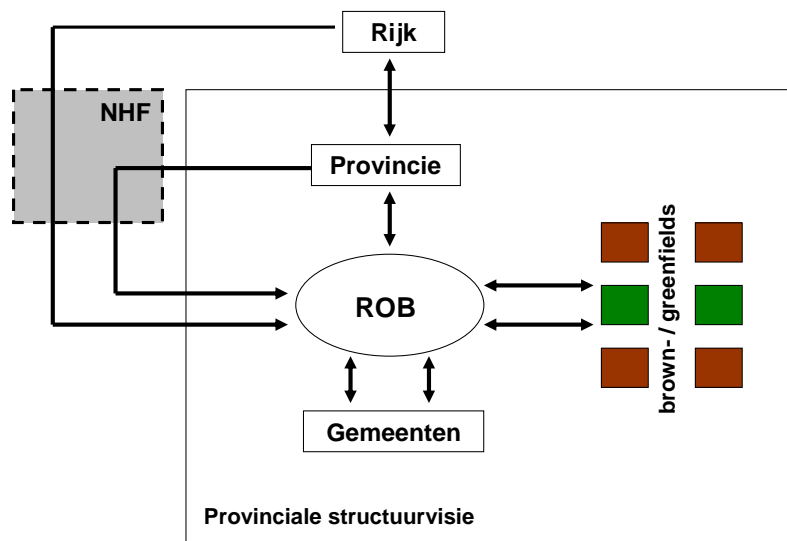 Rijk
NHF
Provincie
ROB
brown- / greenfields
Gemeenten
Provinciale structuurvisie